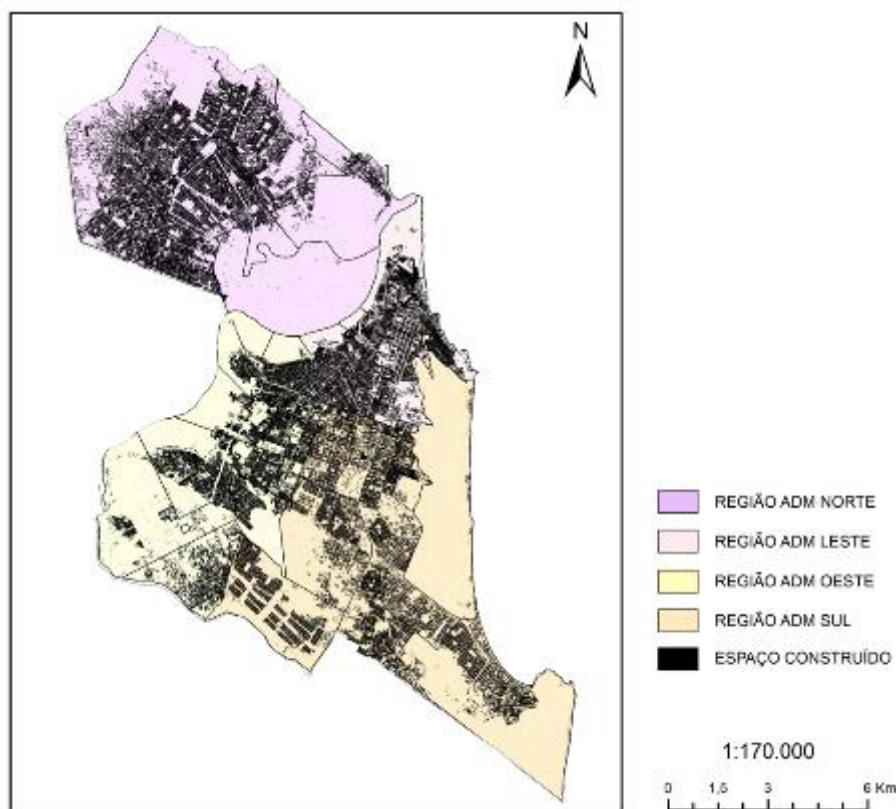 N
REGIÃO ADM NORTE
REGIÃO ADM LESTE
REGIÃO ADM OESTE
REGIÃO ADM SUL
ESPAÇO CONSTRUÍDO
1:170.000
0 1,5 3 6 Km